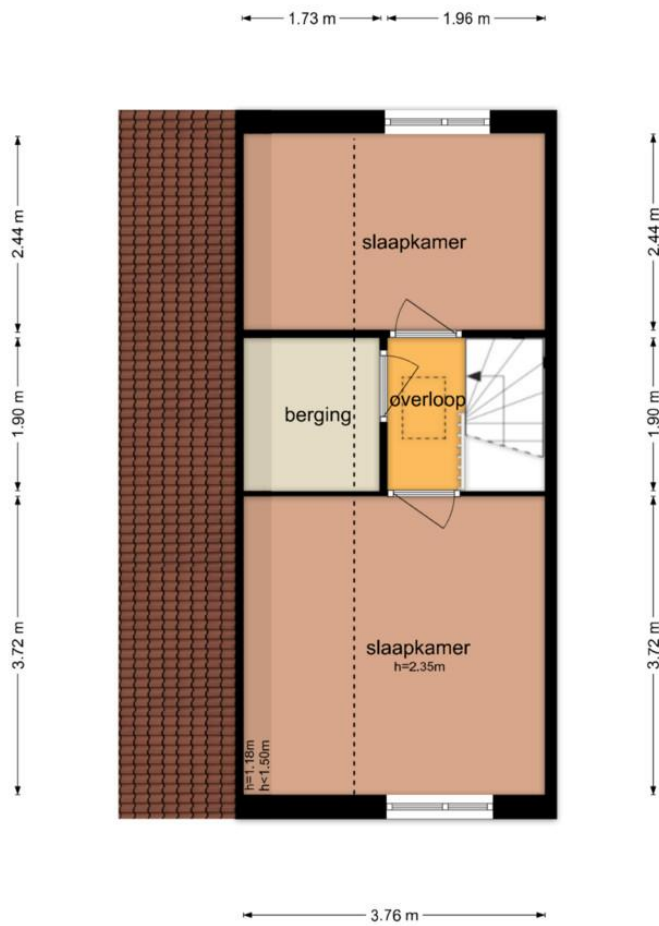 1.73 m
1.96 m
2.44 m
2.44 m
slaapkamer
1.90 m
1.90 m
berging
overloop
3.72 m
3.72 m
slaapkamer
h=2.35m
h=1.18m
h<1.50m
3.76 m